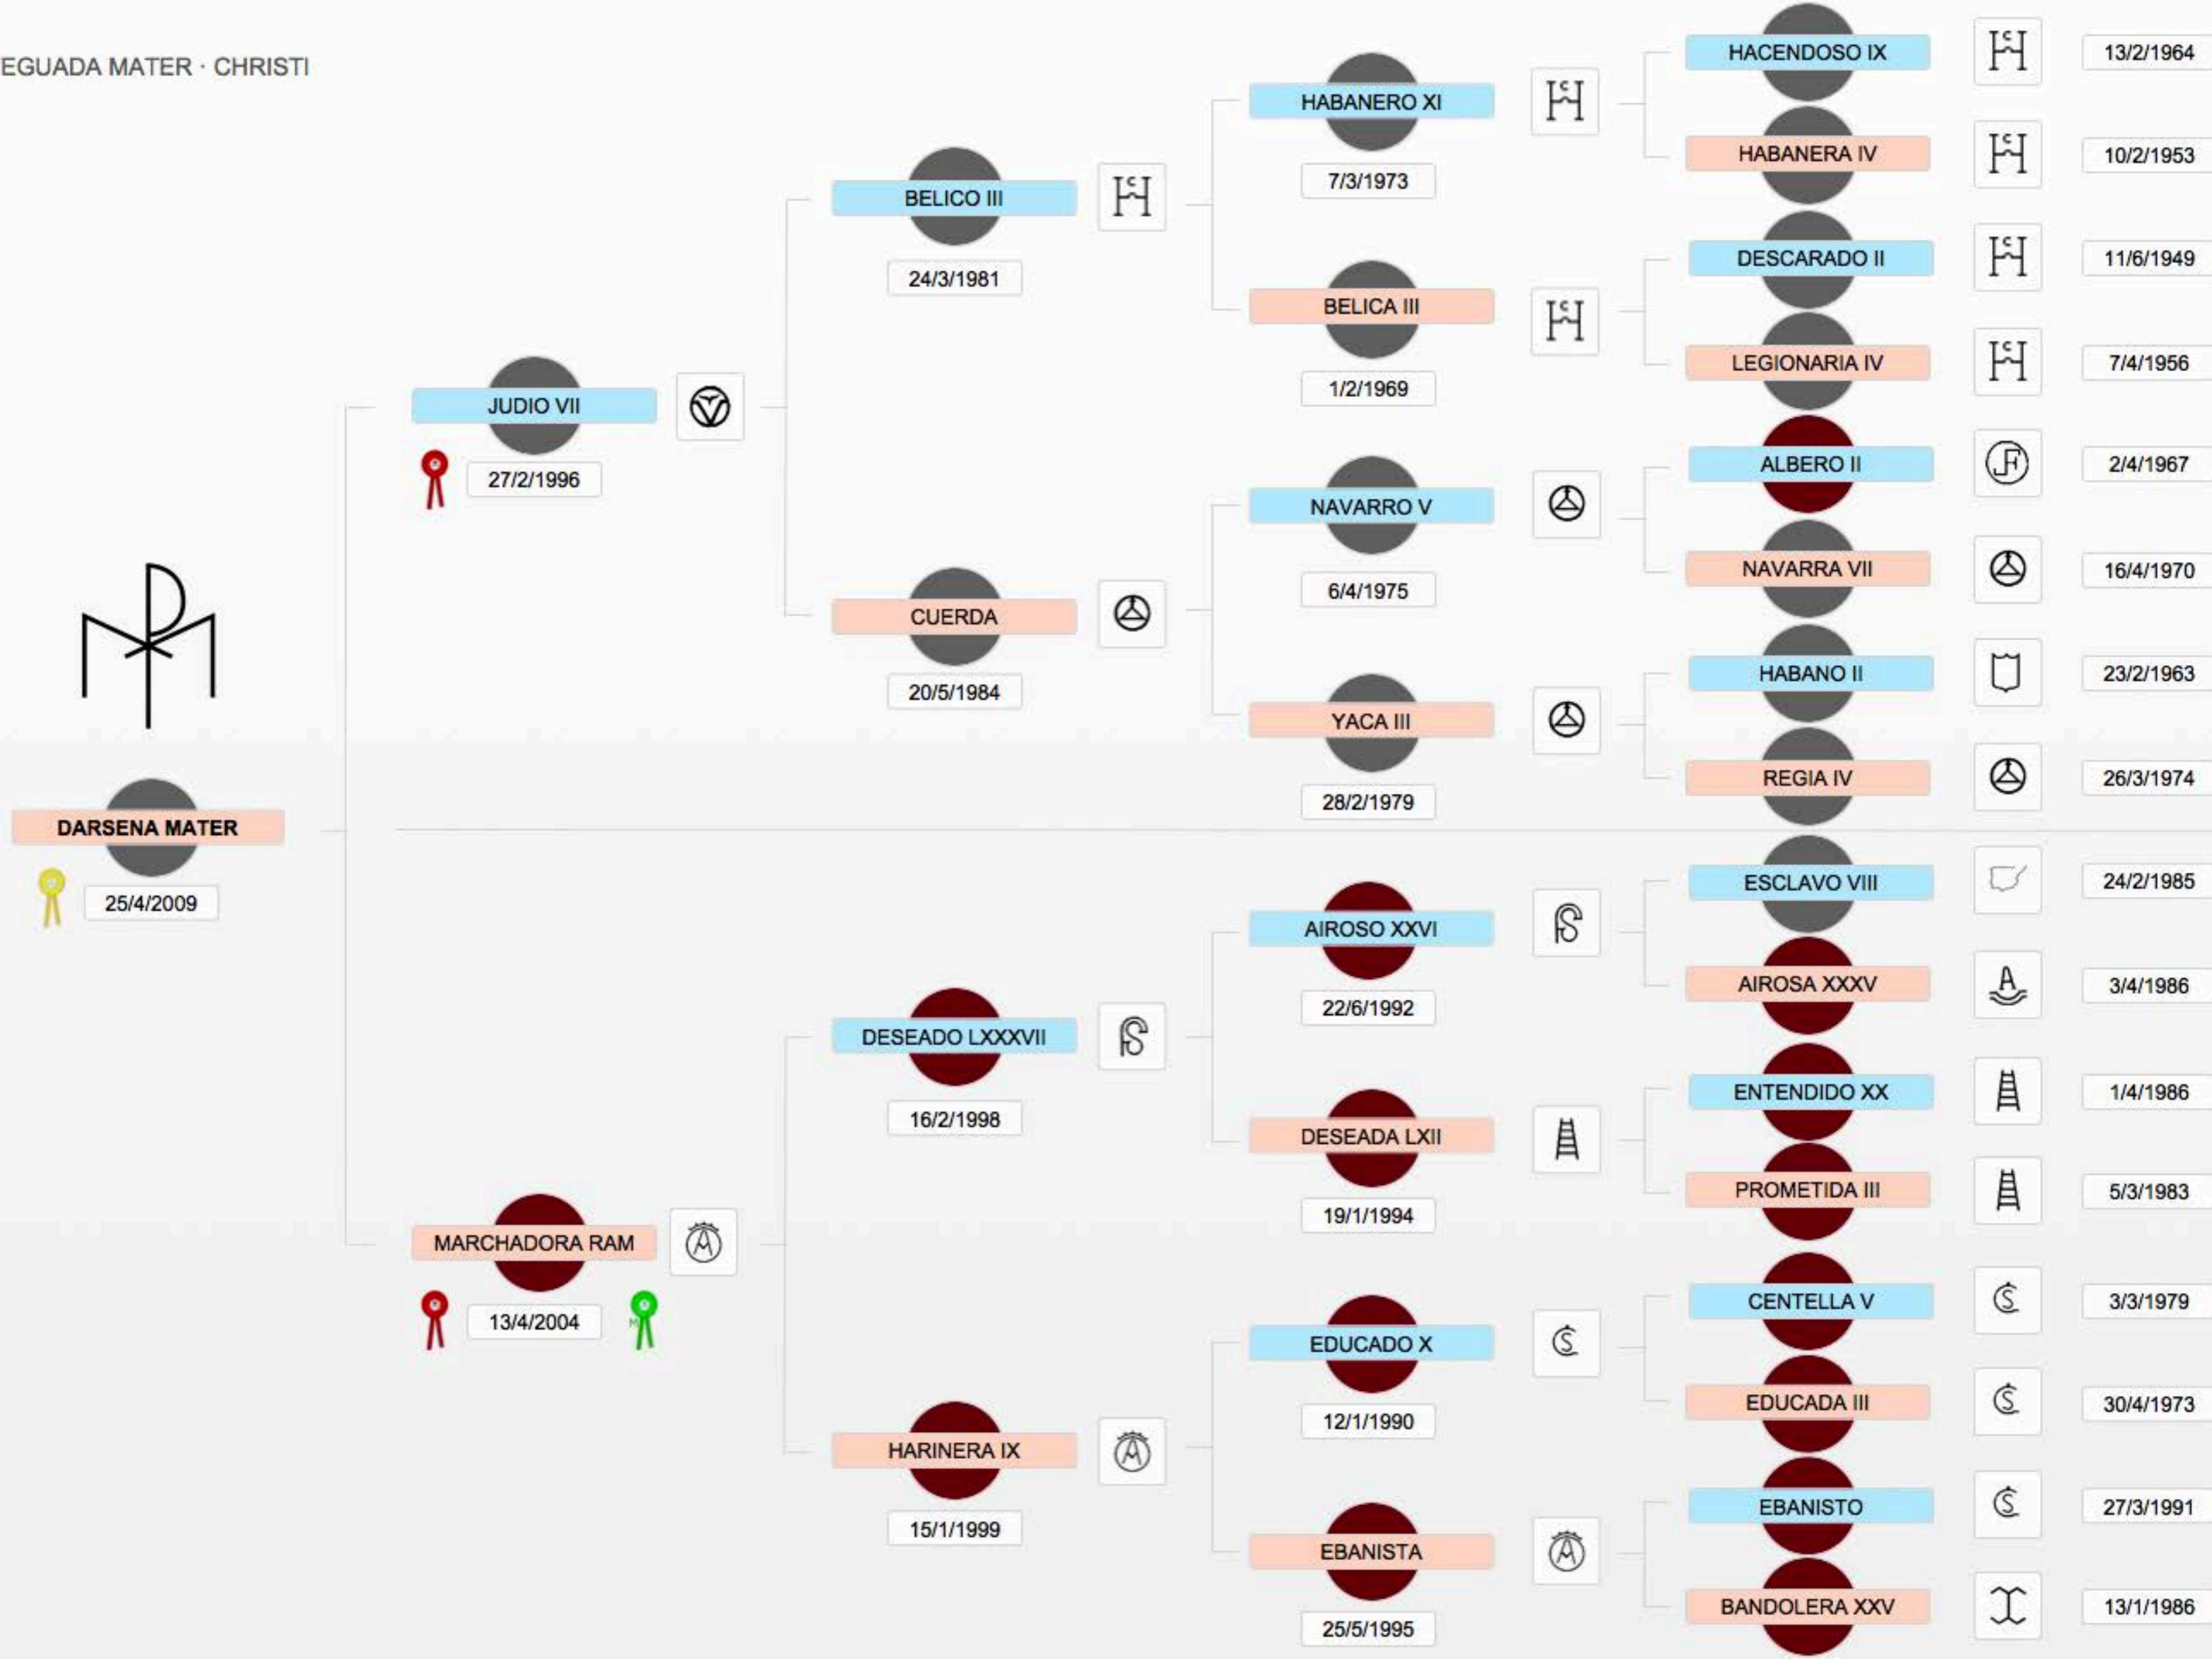 EGUADA MATER · CHRISTI
DARSENA MATER
25/4/2009
JUDIO VII
27/2/1996
MARCHADORA RAM
13/4/2004
BELICO III
24/3/1981
CUERDA
20/5/1984
DESEADO LXXXVII
16/2/1998
HARINERA IX
15/1/1999
HABANERO XI
7/3/1973
BELICA III
1/2/1969
NAVARRO V
6/4/1975
YACA III
28/2/1979
AIROSO XXVI
22/6/1992
DESEADA LXII
19/1/1994
EDUCADO X
12/1/1990
EBANISTA
25/5/1995
HACENDOSO IX 13/2/1964
HABANERA IV 10/2/1953
DESCARADO II 11/6/1949
LEGIONARIA IV 7/4/1956
ALBERO II 2/4/1967
NAVARRA VII 16/4/1970
HABANO II 23/2/1963
REGIA IV 26/3/1974
ESCLAVO VIII 24/2/1985
AIROSA XXXV 3/4/1986
ENTENDIDO XX 1/4/1986
PROMETIDA III 5/3/1983
CENTELLA V 3/3/1979
EDUCADA III 30/4/1973
EBANISTO 27/3/1991
BANDOLERA XXV 13/1/1986